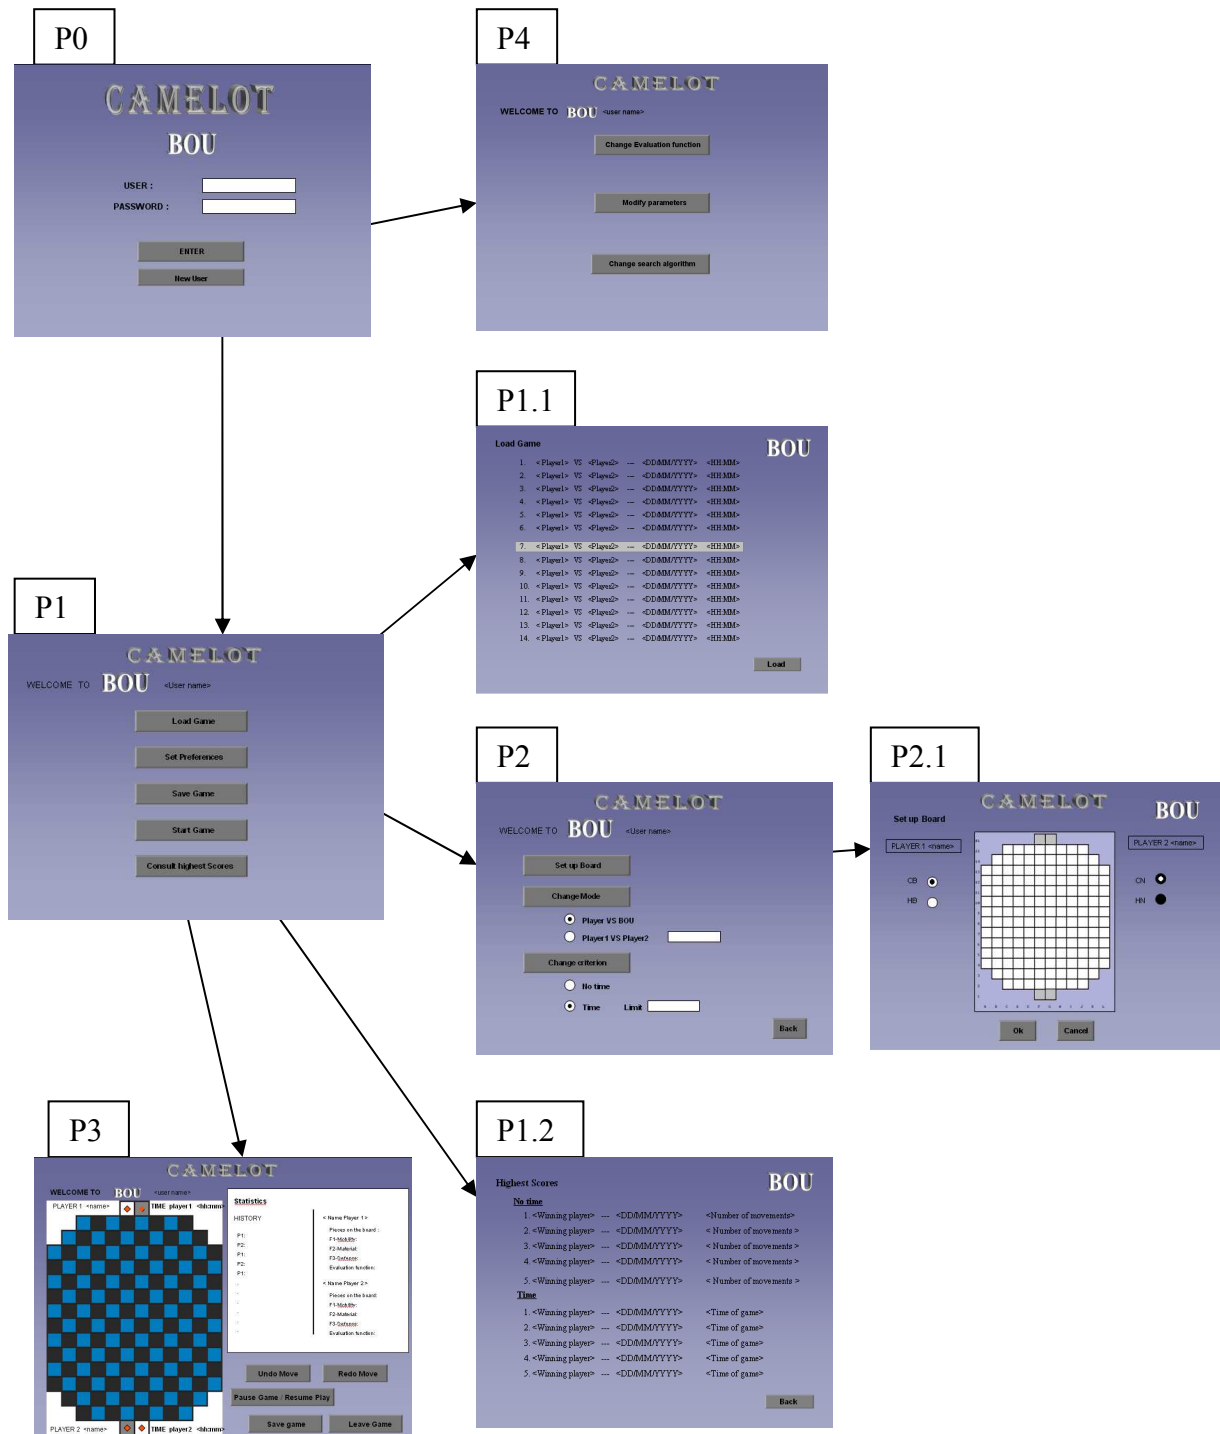 P0
CAMELOT
BOU
USER :
PASSWORD :
ENTER
New User
P4
CAMELOT
WELCOME TO BOU <user name>
Change Evaluation function
Modify parameters
Change search algorithm
P1.1
Load Game
BOU
1. <Player1> VS <Player2> --- <DD/MM/YYYY> <HH:MM>
2. <Player1> VS <Player2> --- <DD/MM/YYYY> <HH:MM>
3. <Player1> VS <Player2> --- <DD/MM/YYYY> <HH:MM>
4. <Player1> VS <Player2> --- <DD/MM/YYYY> <HH:MM>
5. <Player1> VS <Player2> --- <DD/MM/YYYY> <HH:MM>
6. <Player1> VS <Player2> --- <DD/MM/YYYY> <HH:MM>
7. <Player1> VS <Player2> --- <DD/MM/YYYY> <HH:MM>
8. <Player1> VS <Player2> --- <DD/MM/YYYY> <HH:MM>
9. <Player1> VS <Player2> --- <DD/MM/YYYY> <HH:MM>
10. <Player1> VS <Player2> --- <DD/MM/YYYY> <HH:MM>
11. <Player1> VS <Player2> --- <DD/MM/YYYY> <HH:MM>
12. <Player1> VS <Player2> --- <DD/MM/YYYY> <HH:MM>
13. <Player1> VS <Player2> --- <DD/MM/YYYY> <HH:MM>
14. <Player1> VS <Player2> --- <DD/MM/YYYY> <HH:MM>
Load
P1
CAMELOT
WELCOME TO BOU <User name>
Load Game
Set Preferences
Save Game
Start Game
Consult highest Scores
P2
CAMELOT
WELCOME TO BOU <User name>
Set up Board
Change Mode
Player VS BOU
Player1 VS Player2
Change criterion
No time
Time Limit
Back
P2.1
CAMELOT
BOU
Set up Board
PLAYER 1 <name>
PLAYER 2 <name>
CB
HB
CN
HN
Ok
Cancel
P3
CAMELOT
WELCOME TO BOU <user name>
PLAYER 1 <name>
TIME player1 <hh:mm>
Statistics
HISTORY
P1:
P2:
P1:
P2:
P1:
< Name Player 1 >
Pieces on the board :
F1-Mobility:
F2-Material:
F3-Defense:
Evaluation function:
< Name Player 2 >
Pieces on the board:
F1-Mobility:
F2-Material:
F3-Defense:
Evaluation function:
Undo Move
Redo Move
Pause Game / Resume Play
Save game
Leave Game
PLAYER 2 <name>
TIME player2 <hh:mm>
P1.2
Highest Scores
BOU
No time
1. <Winning player> --- <DD/MM/YYYY> <Number of movements>
2. <Winning player> --- <DD/MM/YYYY> < Number of movements >
3. <Winning player> --- <DD/MM/YYYY> < Number of movements >
4. <Winning player> --- <DD/MM/YYYY> < Number of movements >
5. <Winning player> --- <DD/MM/YYYY> < Number of movements >
Time
1. <Winning player> --- <DD/MM/YYYY> <Time of game>
2. <Winning player> --- <DD/MM/YYYY> <Time of game>
3. <Winning player> --- <DD/MM/YYYY> <Time of game>
4. <Winning player> --- <DD/MM/YYYY> <Time of game>
5. <Winning player> --- <DD/MM/YYYY> <Time of game>
Back